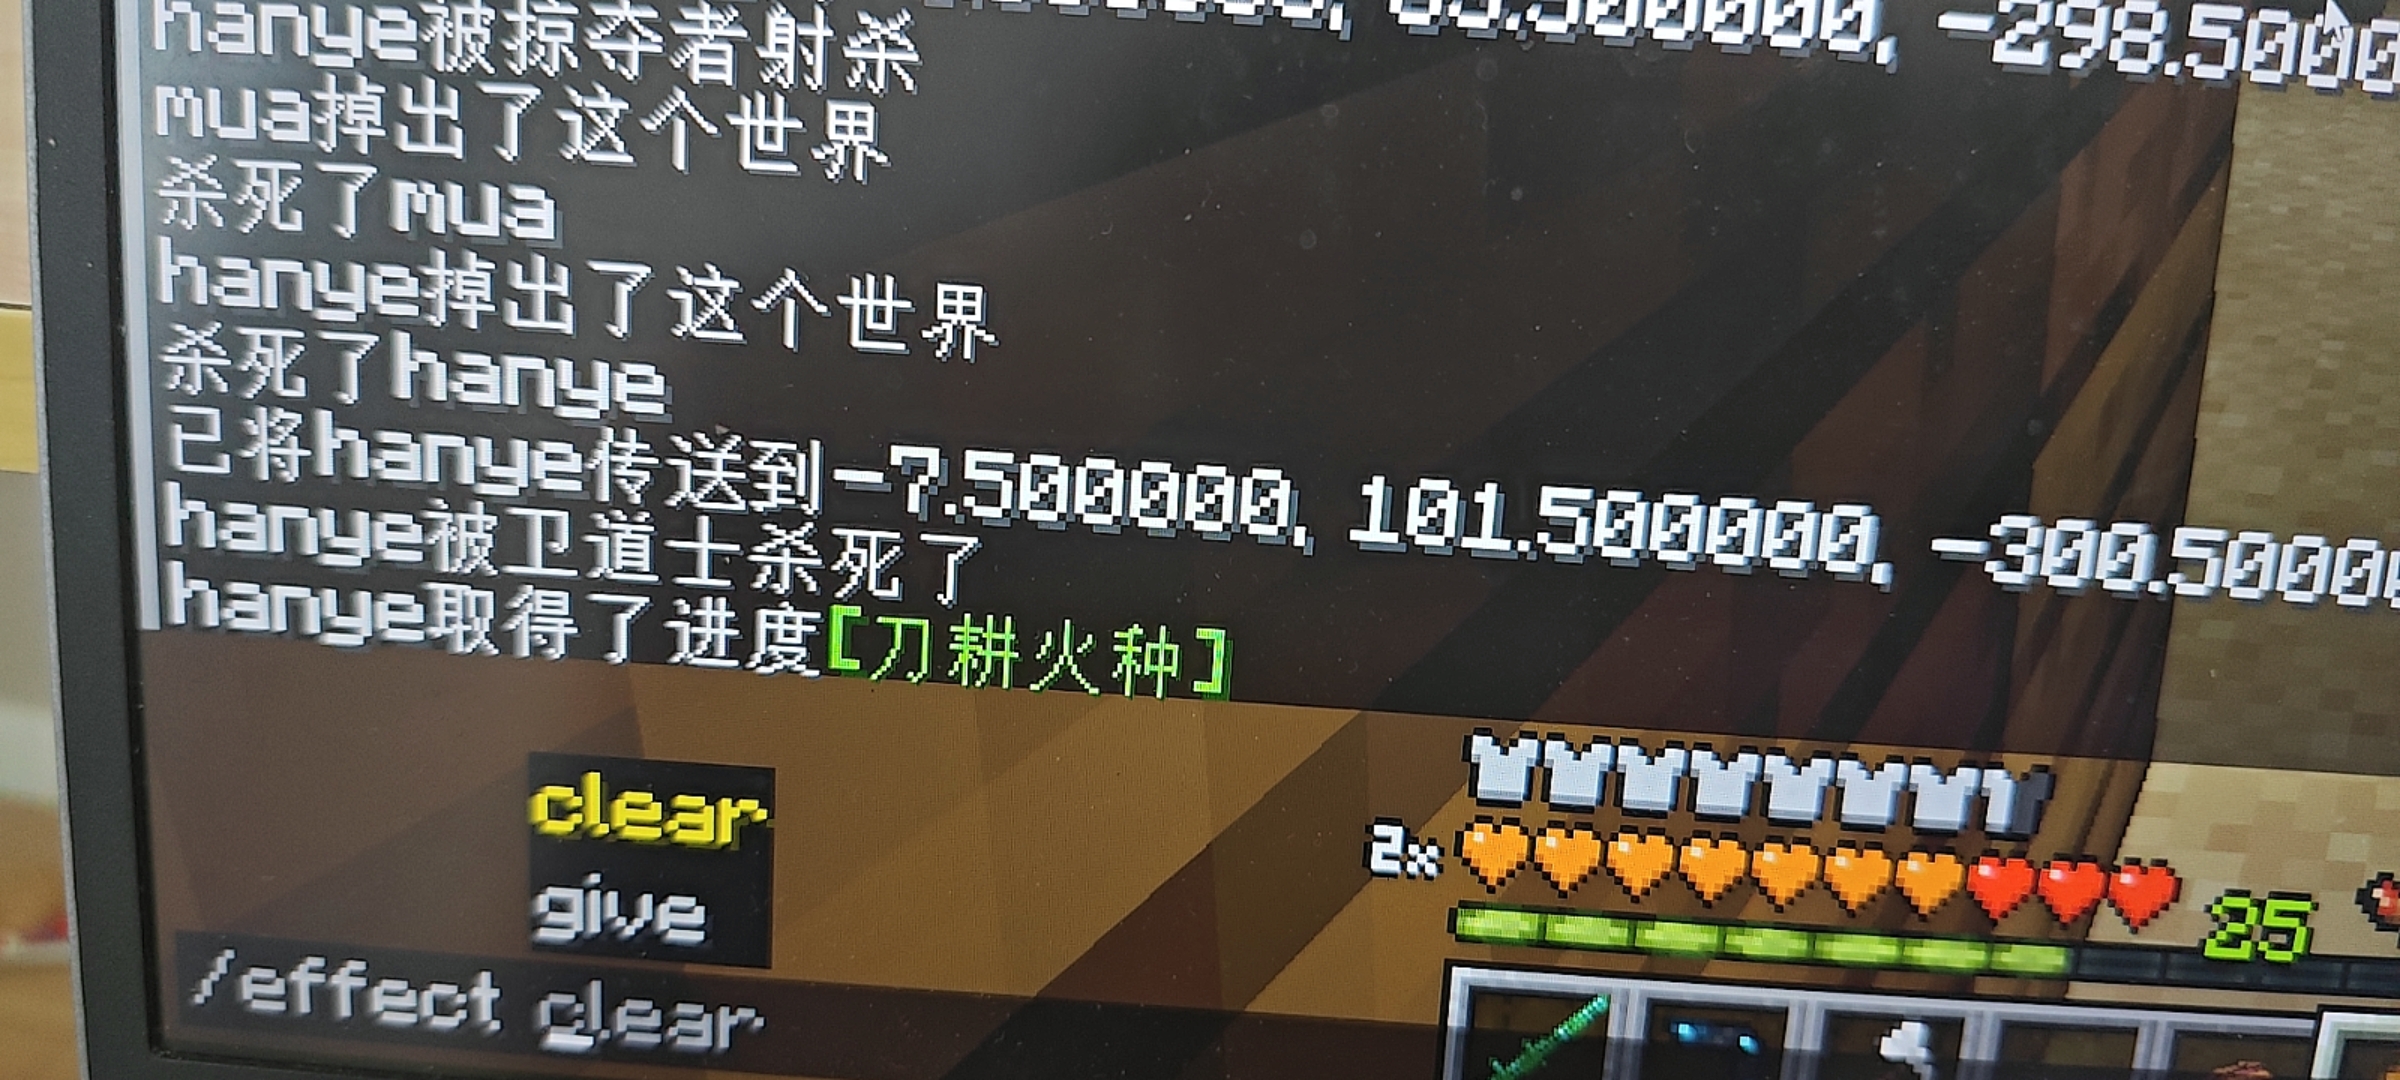 hanye被掠夺者射杀
mua掉出了这个世界
杀死了mua
hanye掉出了这个世界
杀死了hanye
已将hanye传送到-7.500000, 101.500000, -300.50000
hanye被卫道士杀死了
hanye取得了进度[刀耕火种]
clear
give
2x
25
/effect clear